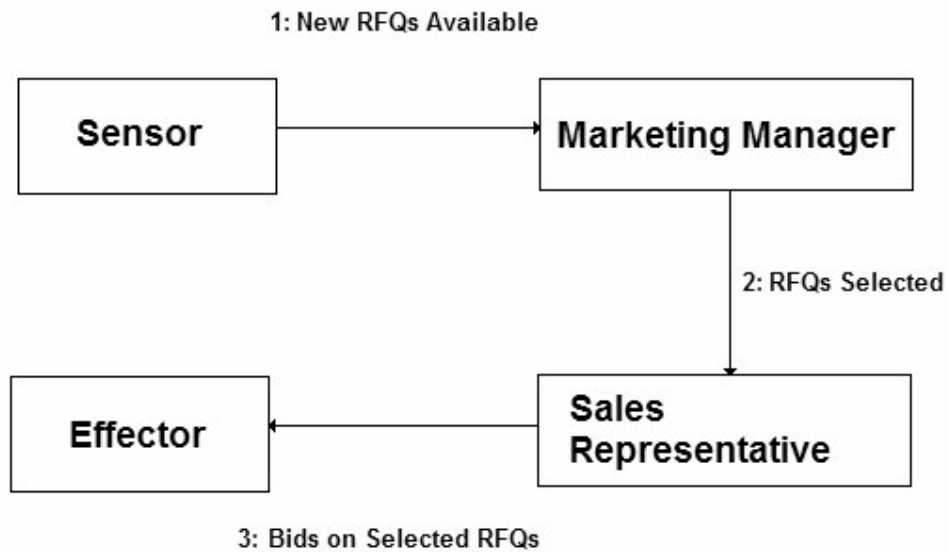 1: New RFQs Available
Sensor
Marketing Manager
2: RFQs Selected
Effector
Sales
Representative
3: Bids on Selected RFQs